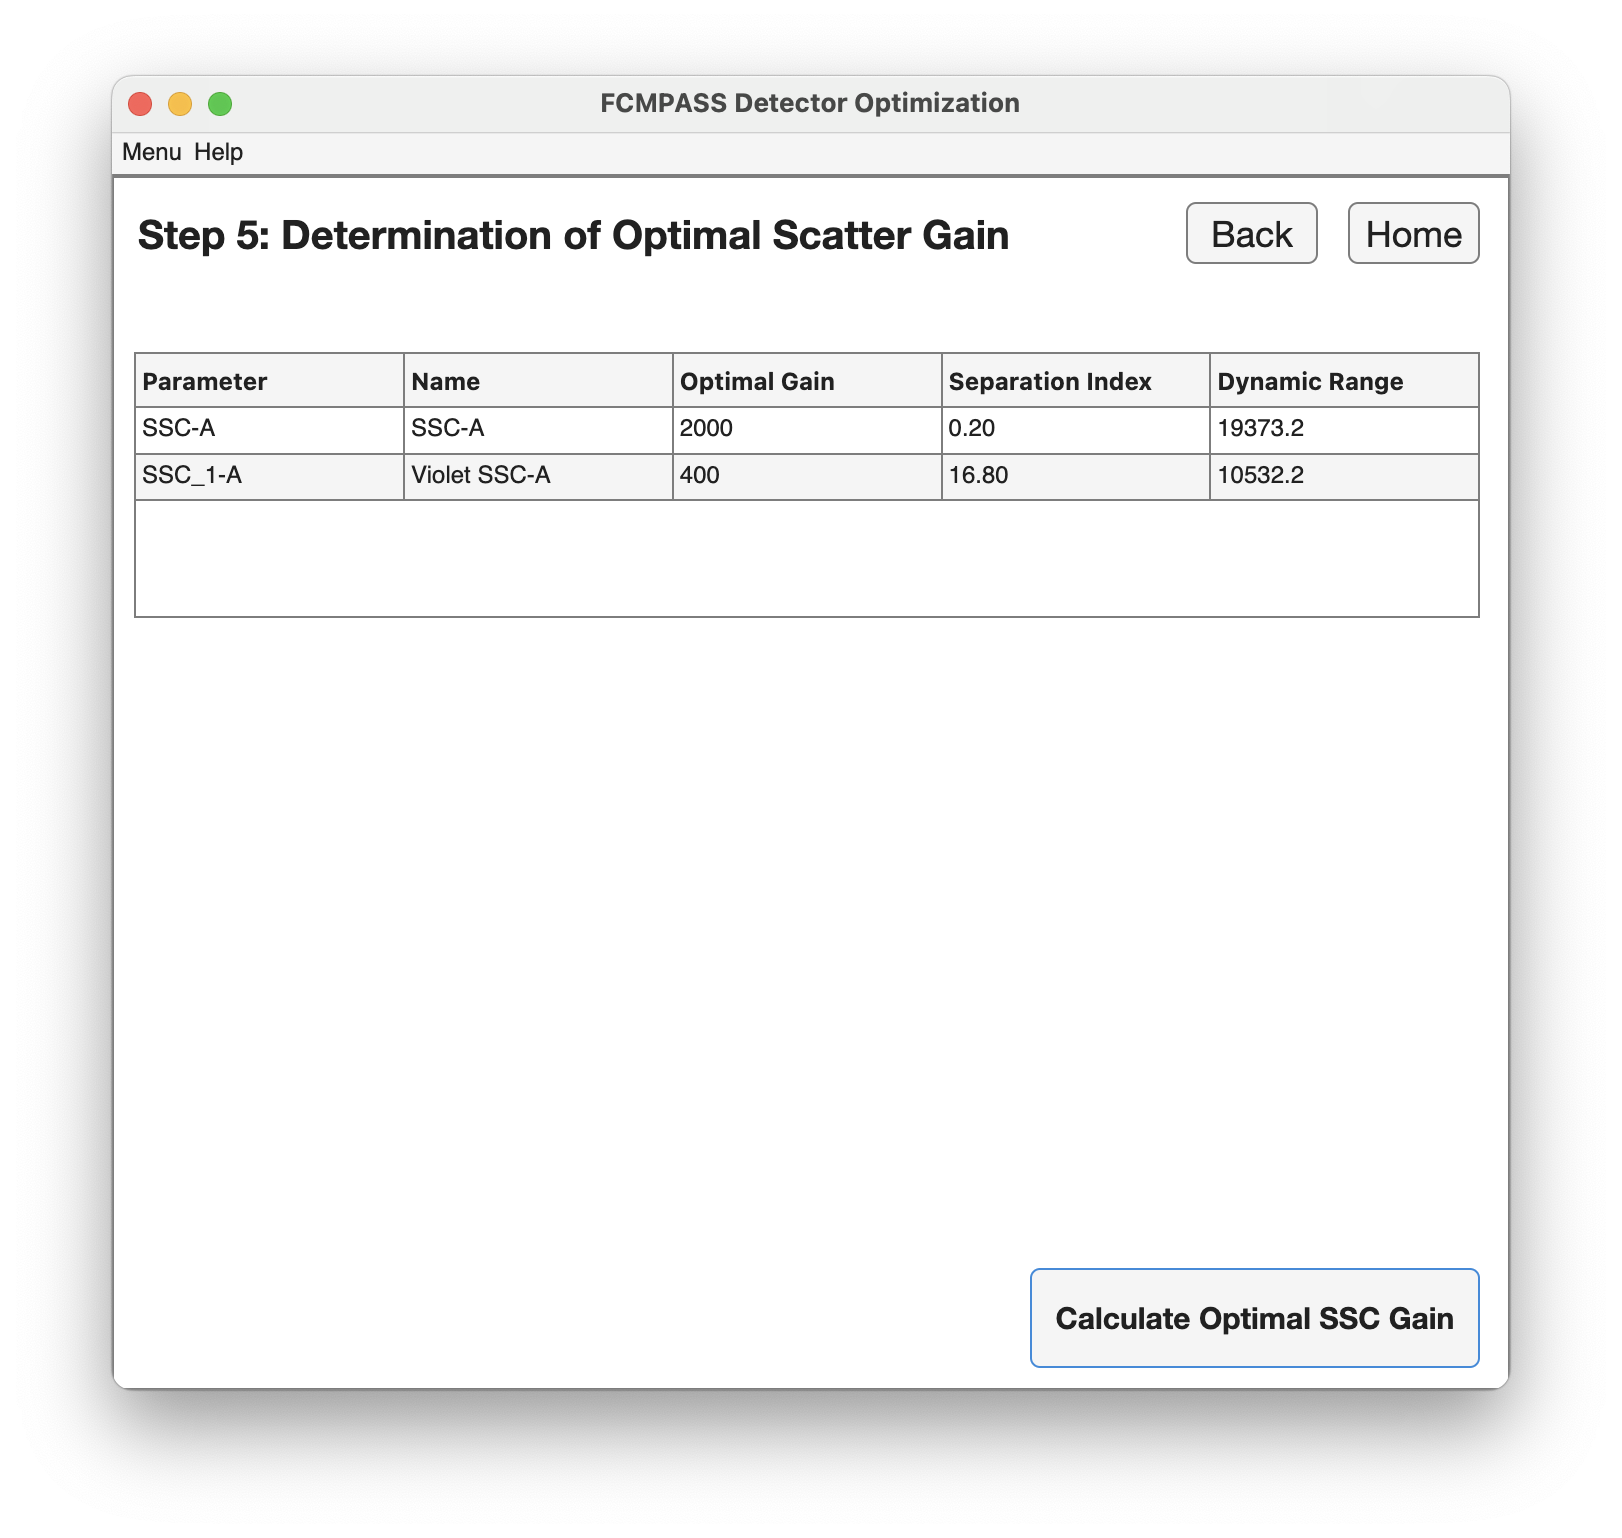 FCMPASS Detector Optimization
Menu Help
Step 5: Determination of Optimal Scatter Gain
Back
Home
Parameter Name Optimal Gain Separation Index Dynamic Range
SSC-A SSC-A 2000 0.20 19373.2
SSC_1-A Violet SSC-A 400 16.80 10532.2
Calculate Optimal SSC Gain